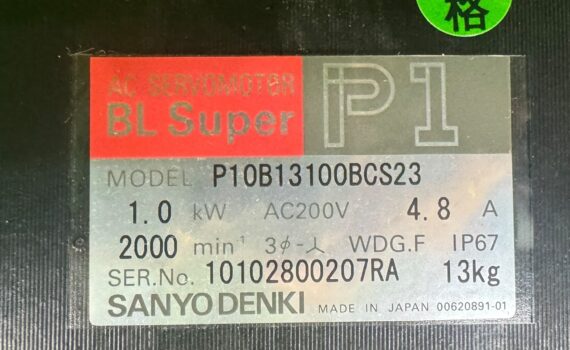 格
AC SERVOMOTOR
BL Super P1
MODEL P10B13100BCS23
1.0 kW AC200V 4.8 A
2000 min⁻¹ 3φ-人 WDG.F IP67
SER.No. 10102800207RA 13kg
SANYO DENKI MADE IN JAPAN 00620891-01